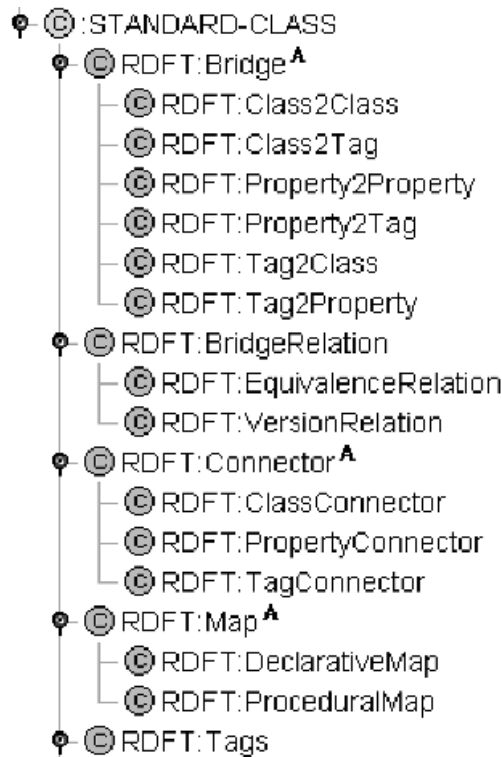 :STANDARD-CLASS
RDFT:Bridge A
RDFT:Class2Class
RDFT:Class2Tag
RDFT:Property2Property
RDFT:Property2Tag
RDFT:Tag2Class
RDFT:Tag2Property
RDFT:BridgeRelation
RDFT:EquivalenceRelation
RDFT:VersionRelation
RDFT:Connector A
RDFT:ClassConnector
RDFT:PropertyConnector
RDFT:TagConnector
RDFT:Map A
RDFT:DeclarativeMap
RDFT:ProceduralMap
RDFT:Tags